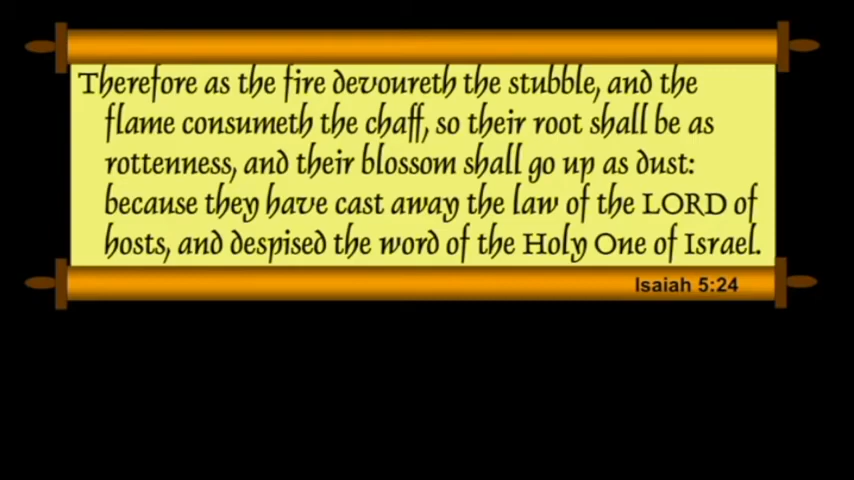 Therefore as the fire devoureth the stubble, and the
flame consumeth the chaff, so their root shall be as
rottenness, and their blossom shall go up as dust:
because they have cast away the law of the LORD of
hosts, and despised the word of the Holy One of Israel.
Isaiah 5:24